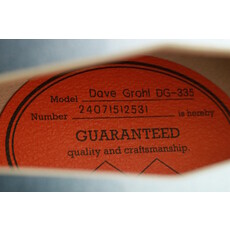 Model Dave Grohl DG-335
Number 24071512531 is hereby
GUARANTEED
quality and craftsmanship.